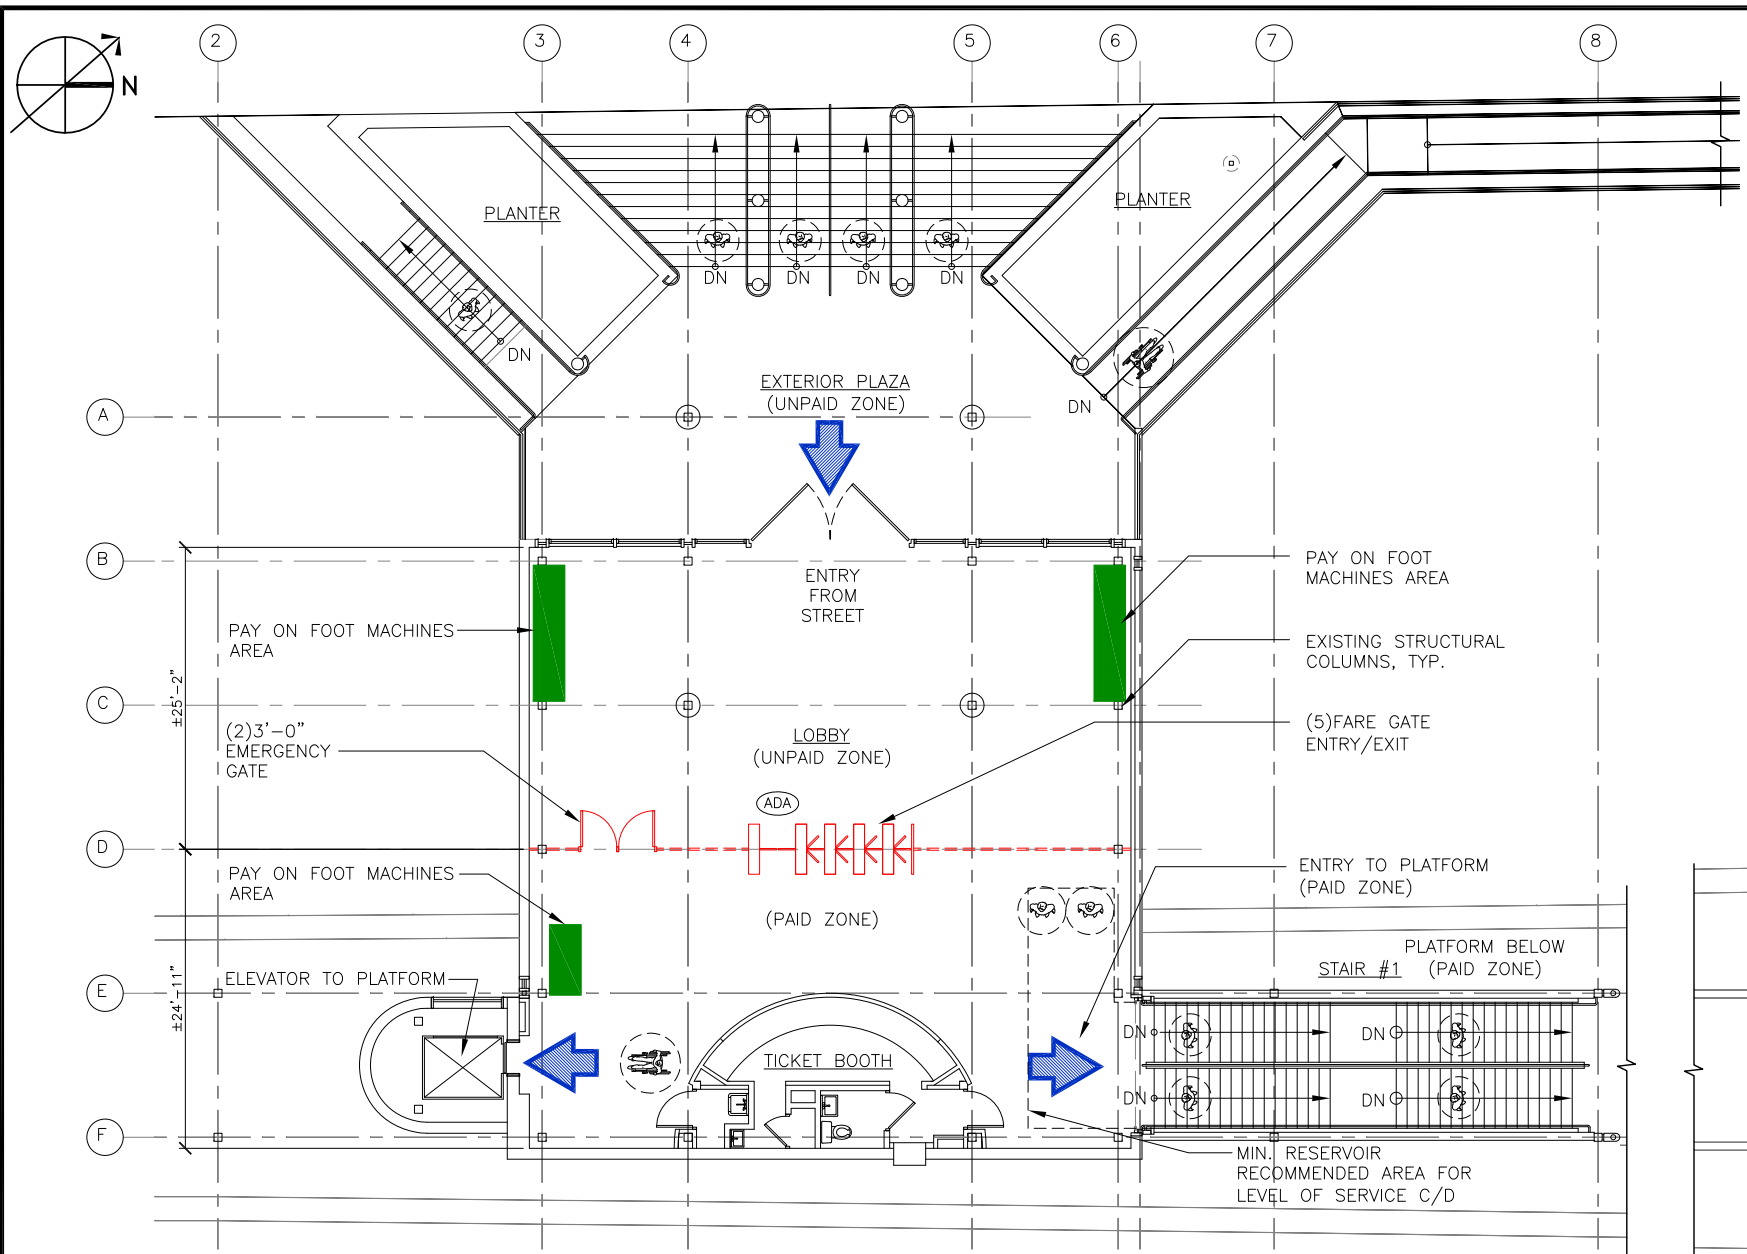 2
3
4
5
6
7
8
N
PLANTER
PLANTER
DN
DN
DN
DN
DN
DN
EXTERIOR PLAZA
(UNPAID ZONE)
A
B
ENTRY
FROM
STREET
PAY ON FOOT
MACHINES AREA
PAY ON FOOT MACHINES
AREA
EXISTING STRUCTURAL
COLUMNS, TYP.
±25'-2"
C
(2)3'-0"
EMERGENCY
GATE
LOBBY
(UNPAID ZONE)
(5)FARE GATE
ENTRY/EXIT
ADA
D
PAY ON FOOT MACHINES
AREA
ENTRY TO PLATFORM
(PAID ZONE)
(PAID ZONE)
PLATFORM BELOW
(PAID ZONE)
STAIR #1
ELEVATOR TO PLATFORM
E
±24'-11"
DN
DN
TICKET BOOTH
DN
DN
F
MIN. RESERVOIR
RECOMMENDED AREA FOR
LEVEL OF SERVICE C/D